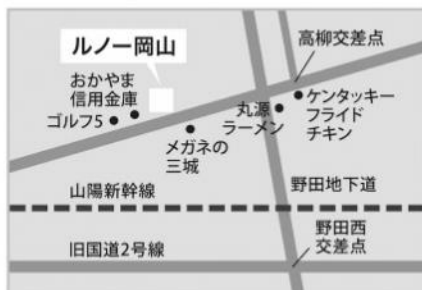 ルノー岡山
高柳交差点
おかやま
信用金庫
ゴルフ5
メガネの
三城
丸源
ラーメン
ケンタッキー
フライド
チキン
山陽新幹線
野田地下道
野田西
交差点
旧国道2号線